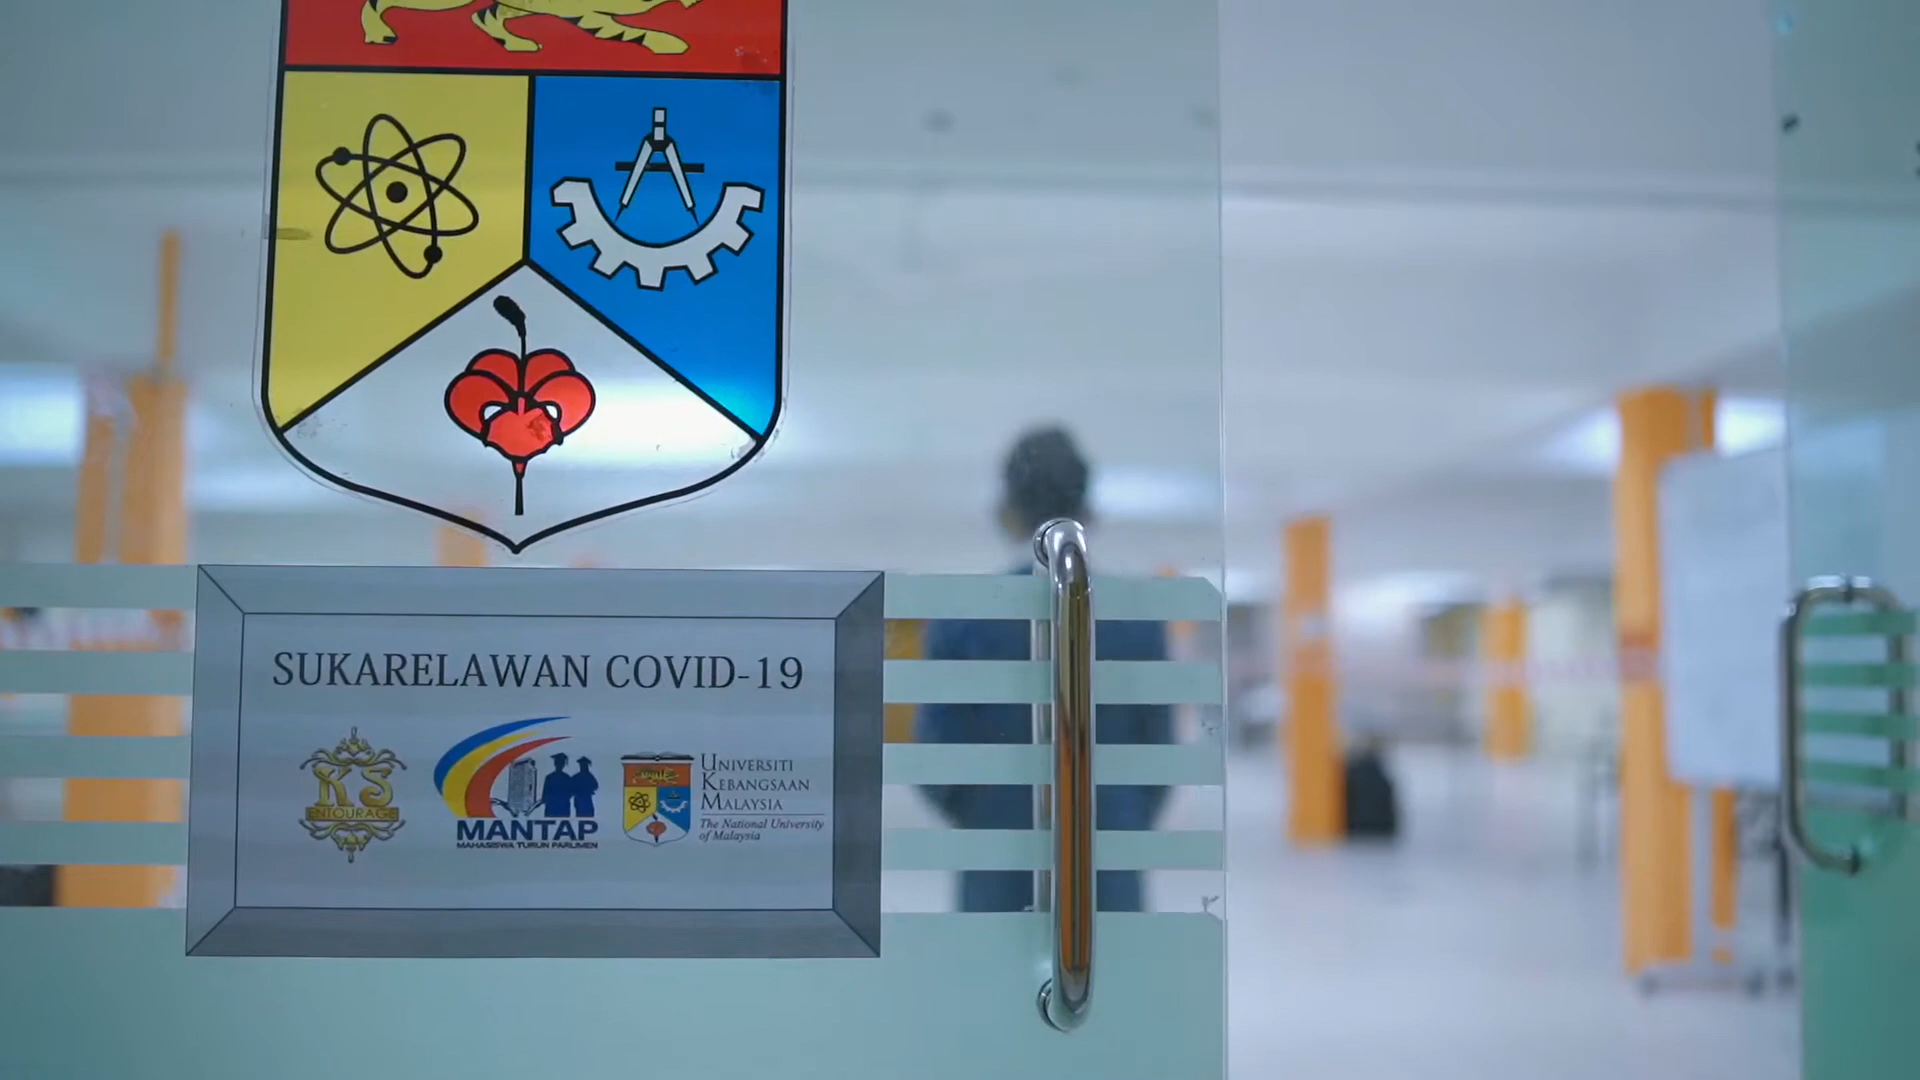 SUKARELAWAN COVID-19
KS
ENTOURAGE
MANTAP
MAHASISWA TURUN PARLIMEN
UNIVERSITI
KEBANGSAAN
MALAYSIA
The National University
of Malaysia